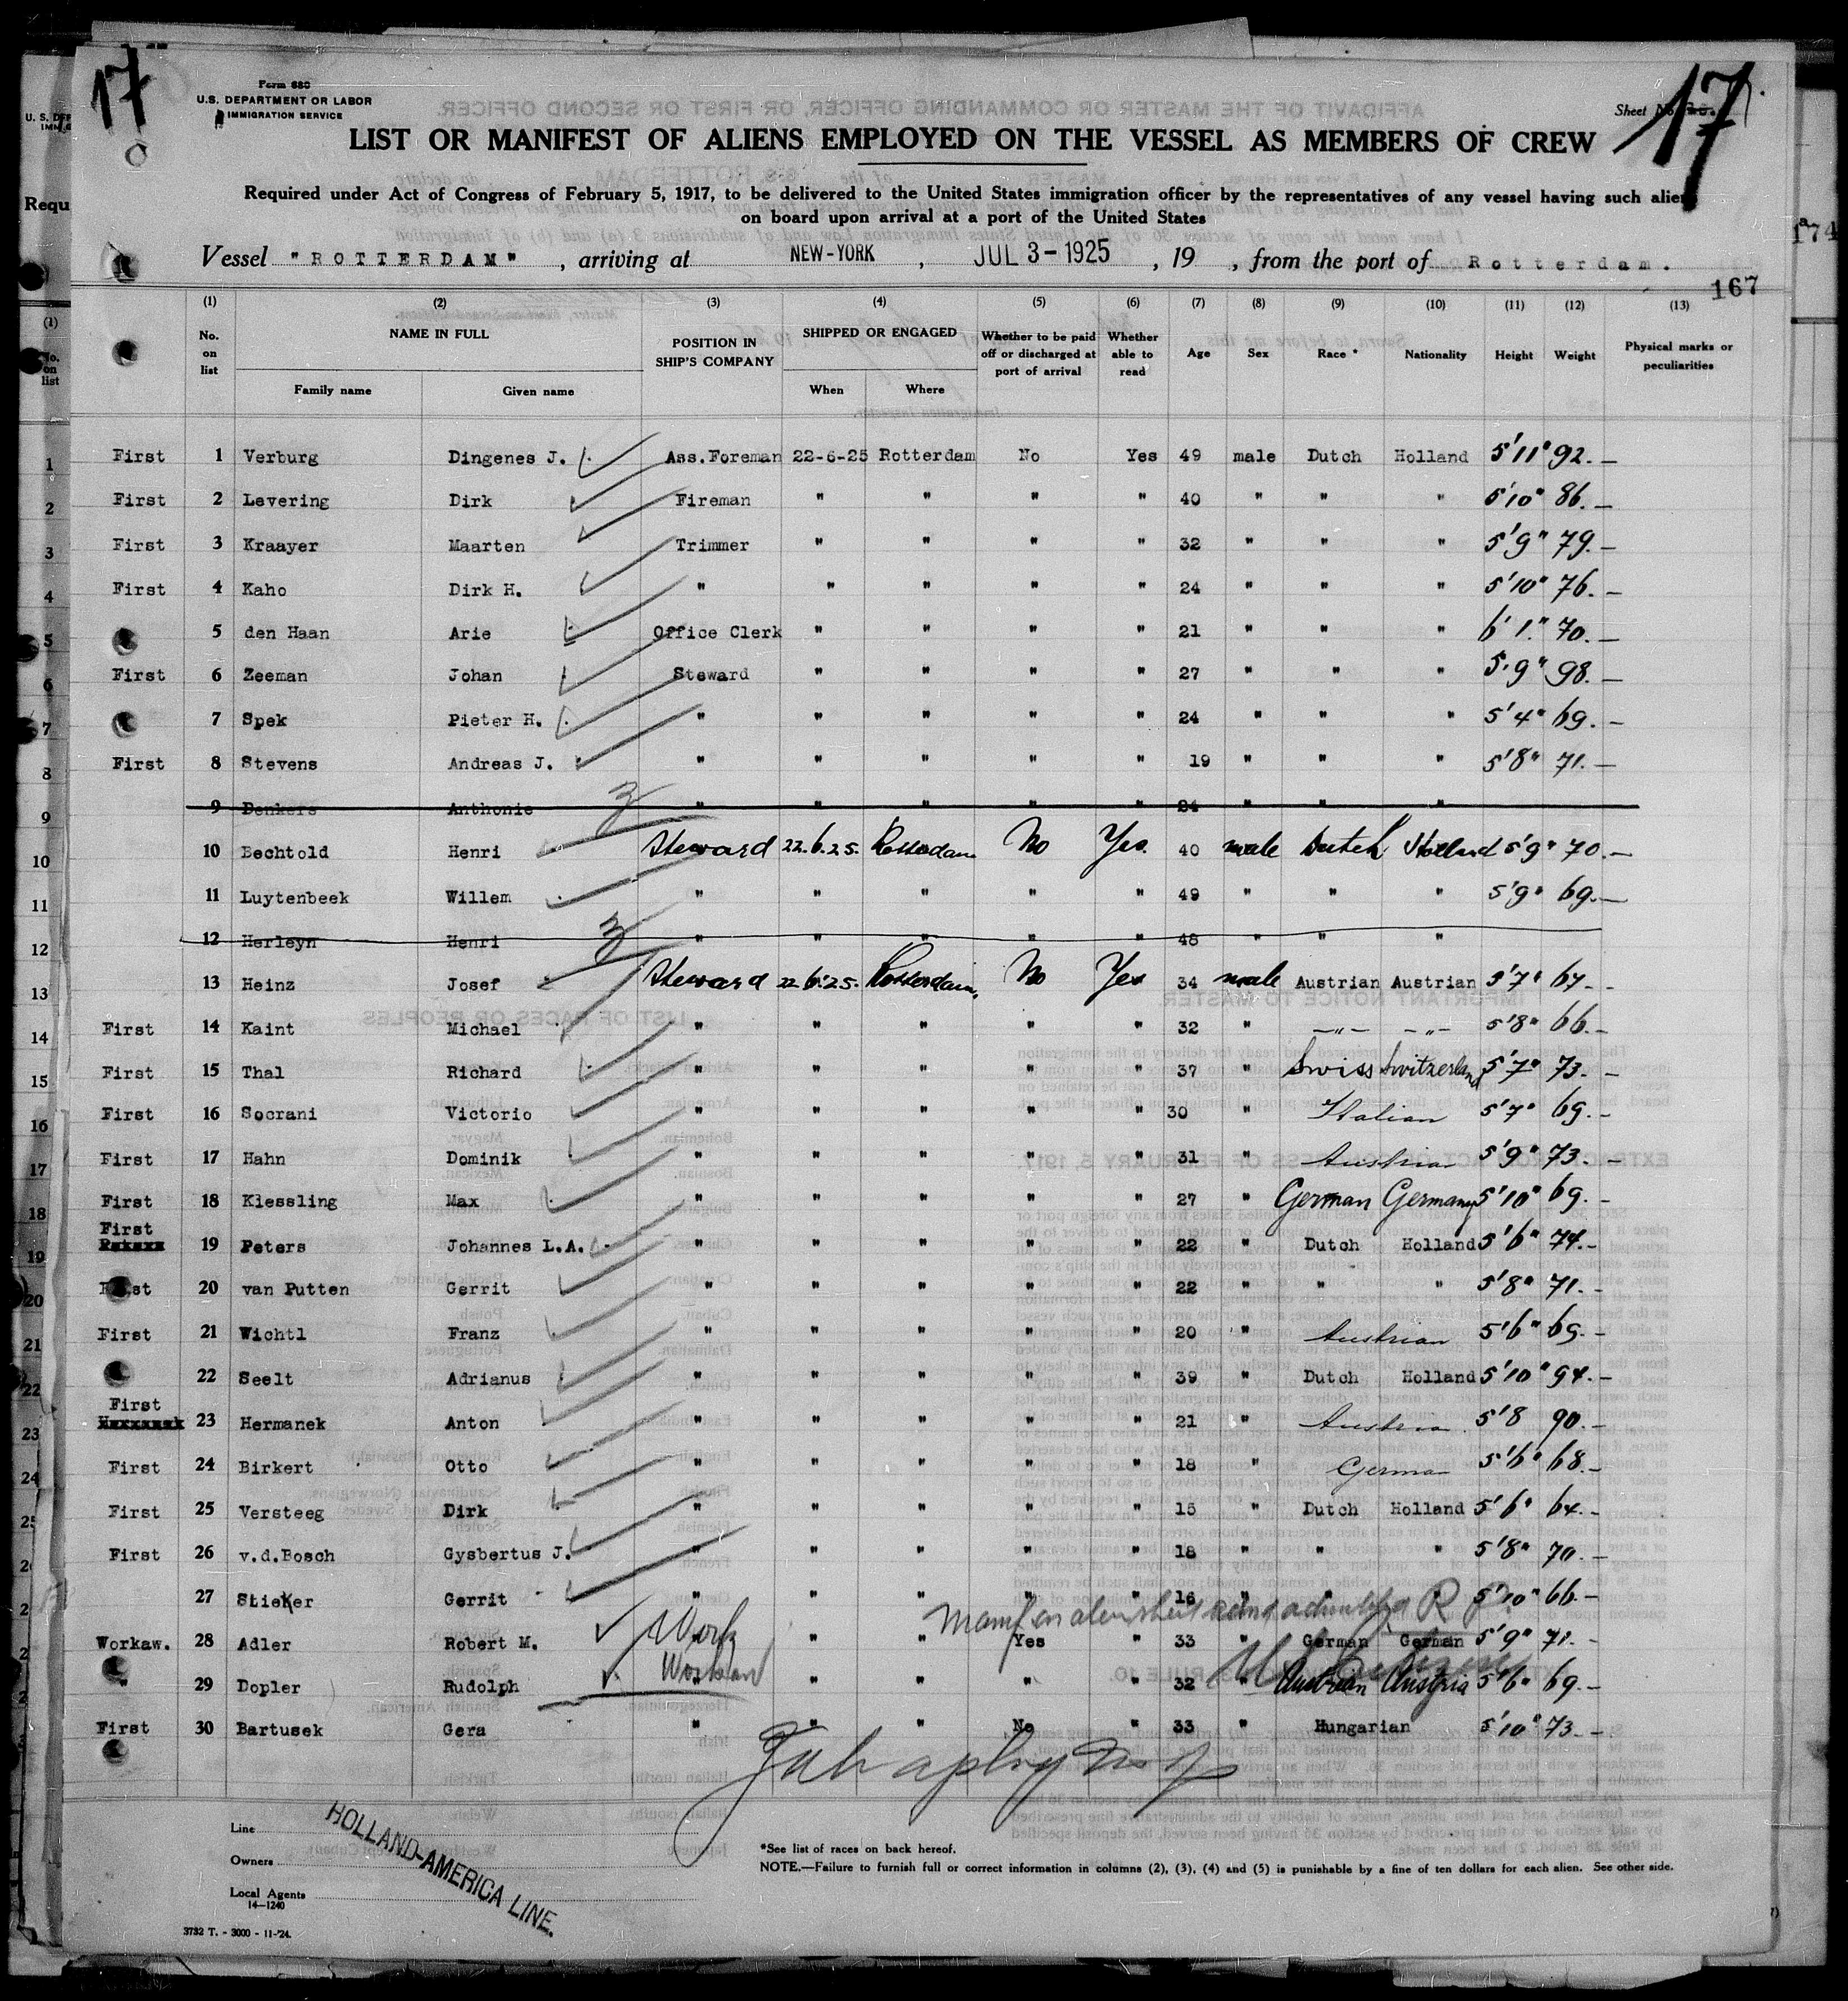 17
Form 680
U. S. DEPARTMENT OR LABOR
IMMIGRATION SERVICE
Sheet No.
17
LIST OR MANIFEST OF ALIENS EMPLOYED ON THE VESSEL AS MEMBERS OF CREW
Required under Act of Congress of February 5, 1917, to be delivered to the United States immigration officer by the representatives of any vessel having such aliens
on board upon arrival at a port of the United States
Vessel "ROTTERDAM", arriving at NEW-YORK, JUL 3-1925, 19 , from the port of Rotterdam.
167
(1) (2) (3) (4) (5) (6) (7) (8) (9) (10) (11) (12) (13)
No. on list NAME IN FULL Family name Given name POSITION IN SHIP'S COMPANY SHIPPED OR ENGAGED When Where Whether to be paid off or discharged at port of arrival Whether able to read Age Sex Race * Nationality Height Weight Physical marks or peculiarities
First 1 Verburg Dingenes J. Ass.Foreman 22-6-25 Rotterdam No Yes 49 male Dutch Holland 5'11" 92.—
First 2 Levering Dirk Fireman " " " " 40 " " " 5'10" 86.—
First 3 Kraayer Maarten Trimmer " " " " 32 " " " 5'9" 79.—
First 4 Kaho Dirk H. " " " " " 24 " " " 5'10" 76.—
5 den Haan Arie Office Clerk " " " " 21 " " " 6'1." 70.—
First 6 Zeeman Johan Steward " " " " 27 " " " 5.9" 98.—
7 Spek Pieter H. " " " " " 24 " " " 5'4" 69.—
First 8 Stevens Andreas J. " " " " " 19 " " " 5'8" 71.—
9 Denkers Anthonie " " " " " 24 " " "
10 Bechtold Henri Steward 22.6.25. Rotterdam No Yes. 40 male Dutch Holland 5'9" 70.—
11 Luytenbeek Willem " " " " " 49 " " " 5'9" 69.—
12 Herleyn Henri " " " " " 48 " " "
13 Heinz Josef Steward 22.6.25. Rotterdam. No Yes 34 male Austrian Austrian 5'7" 67.-
First 14 Kaint Michael " " " " " 32 " —"— —"— 5'8" 66.—
First 15 Thal Richard " " " " " 37 " Swiss Switzerland 5'7" 73.—
First 16 Socrani Victorio " " " " " 30 " Italian 5'7" 69.—
First 17 Hahn Dominik " " " " " 31 " Austrian 5'9" 73.—
First 18 Klessling Max " " " " " 27 " German Germany 5'10" 69.-
First 19 Peters Johannes L.A. " " " " " 22 " Dutch Holland 5'6" 74.-
First 20 van Putten Gerrit " " " " " 22 " " " 5'8" 71.-
First 21 Wichtl Franz " " " " " 20 " Austrian 5'6" 69.-
22 Seelt Adrianus " " " " " 39 " Dutch Holland 5'10" 94.-
First 23 Hermanek Anton " " " " " 21 " Austrian 5'8 90.-
First 24 Birkert Otto " " " " " 18 " German 5'6" 68.-
First 25 Versteeg Dirk " " " " " 15 " Dutch Holland 5'6" 64.-
First 26 v.d.Bosch Gysbertus J. " " " " " 18 " " " 5'8" 70.-
27 Stieker Gerrit " " " " " 16 " " " 5'10" 66.-
Workaw. 28 Adler Robert M. Work " " Yes " 33 " German German 5'9" 71.-
" 29 Dopler Rudolph " " " " 32 " Austrian Austria 5'6" 69.-
First 30 Bartusek Gera " " " No " 33 " Hungarian 5'10" 73.-
Line
Owners
Local Agents
HOLLAND-AMERICA LINE.
14—1240
3732 T. - 3000 - 11-'24.
*See list of races on back hereof.
NOTE.—Failure to furnish full or correct information in columns (2), (3), (4) and (5) is punishable by a fine of ten dollars for each alien. See other side.